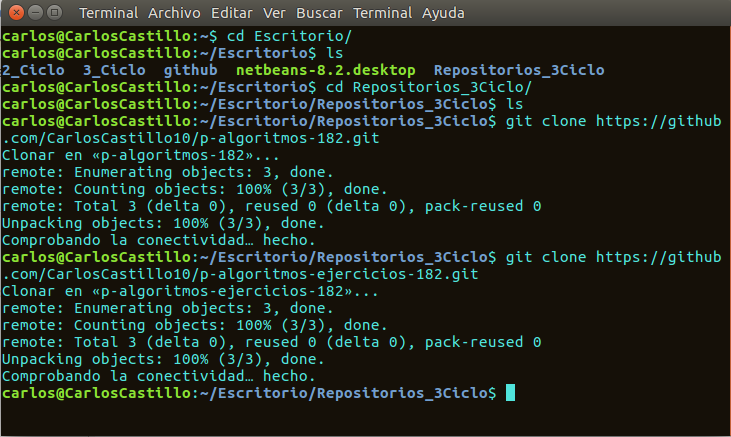 Terminal Archivo Editar Ver Buscar Terminal Ayuda
carlos@CarlosCastillo:~$ cd Escritorio/
carlos@CarlosCastillo:~/Escritorio$ ls
2_Ciclo  3_Ciclo  github  netbeans-8.2.desktop  Repositorios_3Ciclo
carlos@CarlosCastillo:~/Escritorio$ cd Repositorios_3Ciclo/
carlos@CarlosCastillo:~/Escritorio/Repositorios_3Ciclo$ ls
carlos@CarlosCastillo:~/Escritorio/Repositorios_3Ciclo$ git clone https://github
.com/CarlosCastillo10/p-algoritmos-182.git
Clonar en «p-algoritmos-182»...
remote: Enumerating objects: 3, done.
remote: Counting objects: 100% (3/3), done.
remote: Total 3 (delta 0), reused 0 (delta 0), pack-reused 0
Unpacking objects: 100% (3/3), done.
Comprobando la conectividad… hecho.
carlos@CarlosCastillo:~/Escritorio/Repositorios_3Ciclo$ git clone https://github
.com/CarlosCastillo10/p-algoritmos-ejercicios-182.git
Clonar en «p-algoritmos-ejercicios-182»...
remote: Enumerating objects: 3, done.
remote: Counting objects: 100% (3/3), done.
remote: Total 3 (delta 0), reused 0 (delta 0), pack-reused 0
Unpacking objects: 100% (3/3), done.
Comprobando la conectividad… hecho.
carlos@CarlosCastillo:~/Escritorio/Repositorios_3Ciclo$